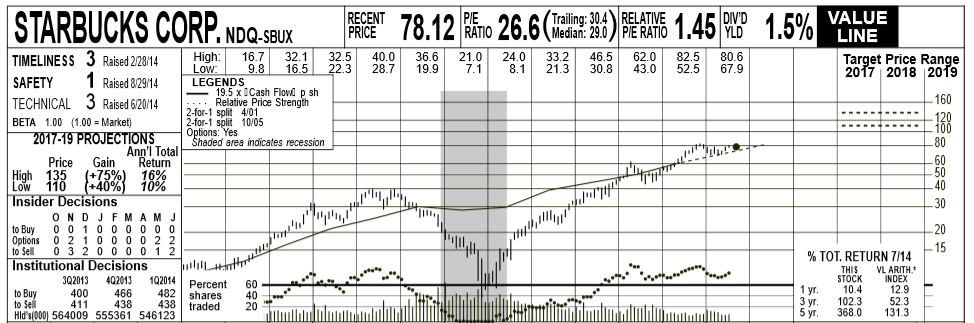 STARBUCKS CORP. NDQ-SBUX
RECENT PRICE 78.12
P/E RATIO 26.6 (Trailing: 30.4 Median: 29.0)
RELATIVE P/E RATIO 1.45
DIV'D YLD 1.5%
VALUE LINE
TIMELINESS 3 Raised 2/28/14
SAFETY 1 Raised 8/29/14
TECHNICAL 3 Raised 6/20/14
BETA 1.00 (1.00 = Market)
High: 16.7 32.1 32.5 40.0 36.6 21.0 24.0 33.2 46.5 62.0 82.5 80.6
Low: 9.8 16.5 22.3 28.7 19.9 7.1 8.1 21.3 30.8 43.0 52.5 67.9
Target Price Range
2017 2018 2019
LEGENDS
19.5 x ▯Cash Flow▯ p sh
Relative Price Strength
2-for-1 split 4/01
2-for-1 split 10/05
Options: Yes
Shaded area indicates recession
160
120
100
80
60
50
40
30
20
15
2017-19 PROJECTIONS
Ann'l Total
Price Gain Return
High 135 (+75%) 16%
Low 110 (+40%) 10%
Insider Decisions
O N D J F M A M J
to Buy 0 0 0 0 0 0 0 0 0
Options 0 2 1 0 0 0 0 2 2
to Sell 0 3 2 0 0 0 0 1 2
Institutional Decisions
3Q2013 4Q2013 1Q2014
to Buy 400 466 482
to Sell 411 438 438
Hld's(000) 564009 555361 546123
Percent 60
shares 40
traded 20
% TOT. RETURN 7/14
THIS VL ARITH.*
STOCK INDEX
1 yr. 10.4 12.9
3 yr. 102.3 52.3
5 yr. 368.0 131.3